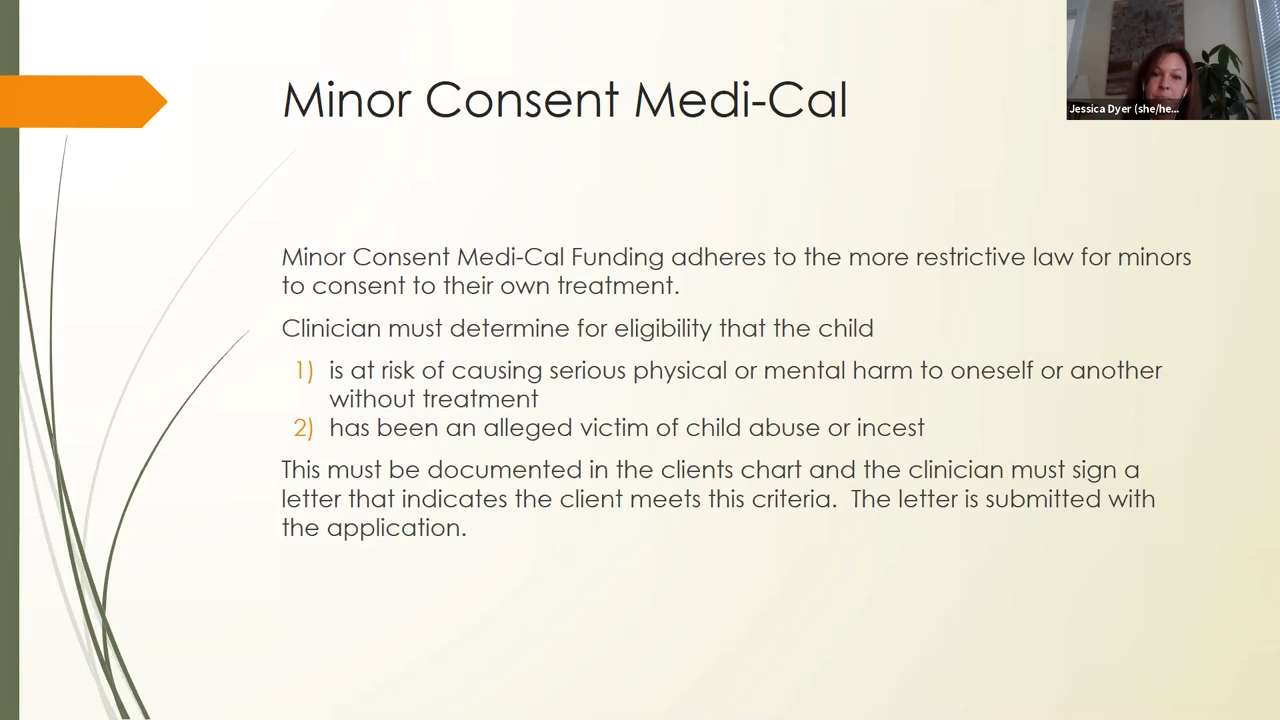 Minor Consent Medi-Cal
Jessica Dyer (she/he...
Minor Consent Medi-Cal Funding adheres to the more restrictive law for minors
to consent to their own treatment.
Clinician must determine for eligibility that the child
1) is at risk of causing serious physical or mental harm to oneself or another
without treatment
2) has been an alleged victim of child abuse or incest
This must be documented in the clients chart and the clinician must sign a
letter that indicates the client meets this criteria.  The letter is submitted with
the application.